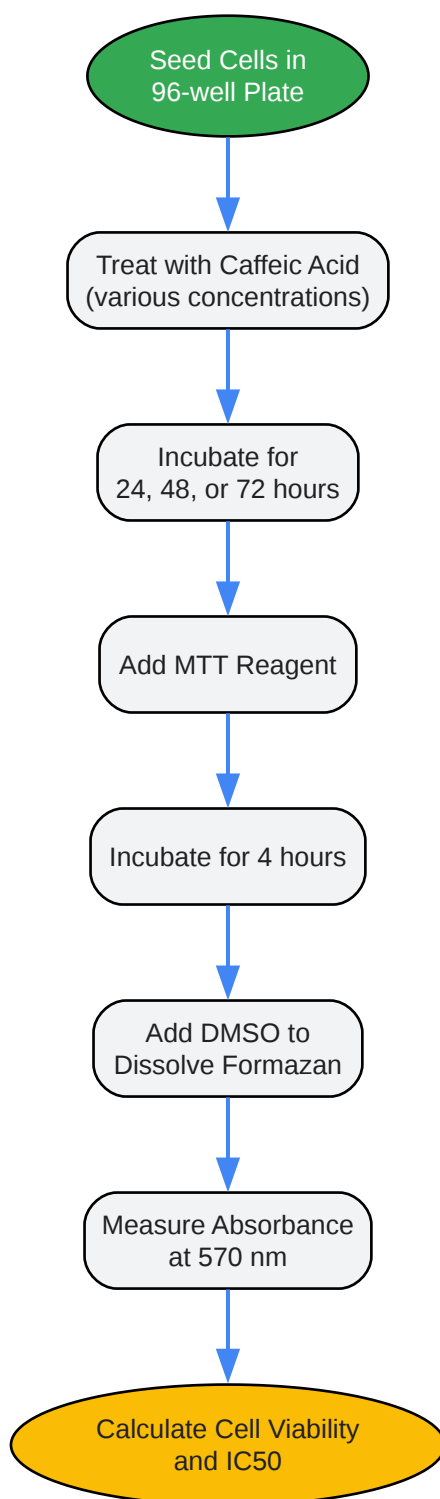 Seed Cells in
96-well Plate
Treat with Caffeic Acid
(various concentrations)
Incubate for
24, 48, or 72 hours
Add MTT Reagent
Incubate for 4 hours
Add DMSO to
Dissolve Formazan
Measure Absorbance
at 570 nm
Calculate Cell Viability
and IC50